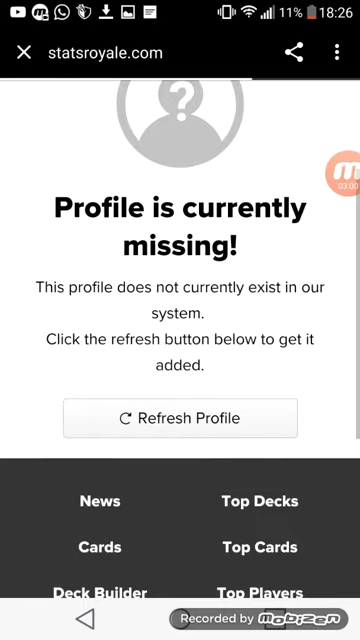 11% 18:26
statsroyale.com
?
03:00
Profile is currently
missing!
This profile does not currently exist in our
system.
Click the refresh button below to get it
added.
Refresh Profile
News Top Decks
Cards Top Cards
Deck Builder Top Players
Recorded by mobizen